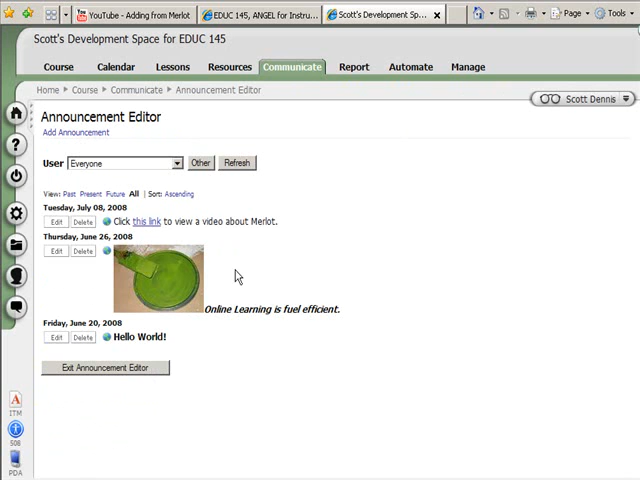 YouTube - Adding from Merlot
EDUC 145, ANGEL for Instru...
Scott's Development Spac...
Page
Tools
Scott's Development Space for EDUC 145
Course Calendar Lessons Resources Communicate Report Automate Manage
Home Course Communicate Announcement Editor
Scott Dennis
Announcement Editor
Add Announcement
User Everyone Other Refresh
View: Past Present Future All | Sort: Ascending
Tuesday, July 08, 2008
Edit Delete Click this link to view a video about Merlot.
Thursday, June 26, 2008
Edit Delete
Online Learning is fuel efficient.
Friday, June 20, 2008
Edit Delete Hello World!
Exit Announcement Editor
ITM
508
PDA